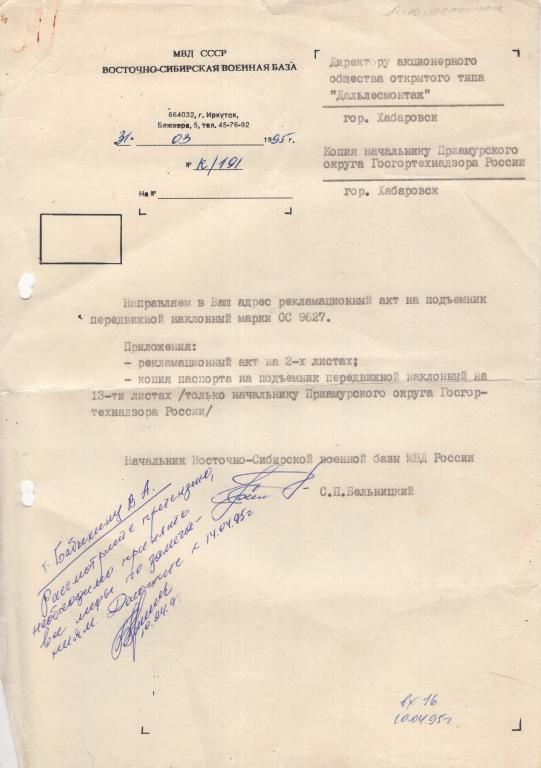 МВД СССР
ВОСТОЧНО-СИБИРСКАЯ ВОЕННАЯ БАЗА
664032, г. Иркутск,
Блюхера, 5, тел. 45-76-92
31. 03 1995 г.
№ К/191
На №
Директору акционерного
общества открытого типа
"Дальлесмонтаж"
гор. Хабаровск
Копия начальнику Приамурского
округа Госгортехнадзора России
гор. Хабаровск
Направляем в Ваш адрес рекламационный акт на подъемник
передвижной наклонный марки ОС 9627.
Приложения:
- рекламационный акт на 2-х листах;
- копия паспорта на подъемник передвижной наклонный на
13-ти листах /только начальнику Приамурского округа Госгор-
технадзора России/
Начальник Восточно-Сибирской военной базы МВД России
С.П.Бельницкий
т. Бабикину В А.
Рассмотрите претензию,
необходимо принять
все меры по замеча-
ниям. Доложите к 14.04.95г
10.04.9
вх 16
10.04.95г